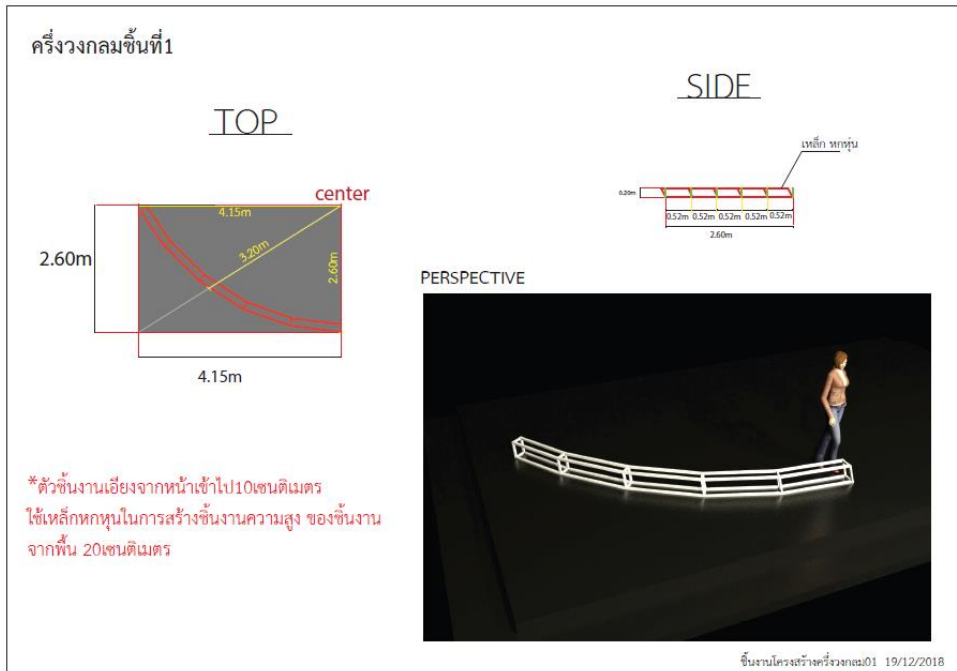 ครึ่งวงกลมชิ้นที่1
TOP
center
4.15m
3.20m
2.60m
2.60m
4.15m
SIDE
เหล็ก หกหุ่น
0.20m
0.52m 0.52m 0.52m 0.52m 0.52m
2.60m
PERSPECTIVE
*ตัวชิ้นงานเอียงจากหน้าเข้าไป10เซนติเมตร
ใช้เหล็กหกหุนในการสร้างชิ้นงานความสูง ของชิ้นงาน
จากพื้น 20เซนติเมตร
ชิ้นงานโครงสร้างครึ่งวงกลม01 19/12/2018